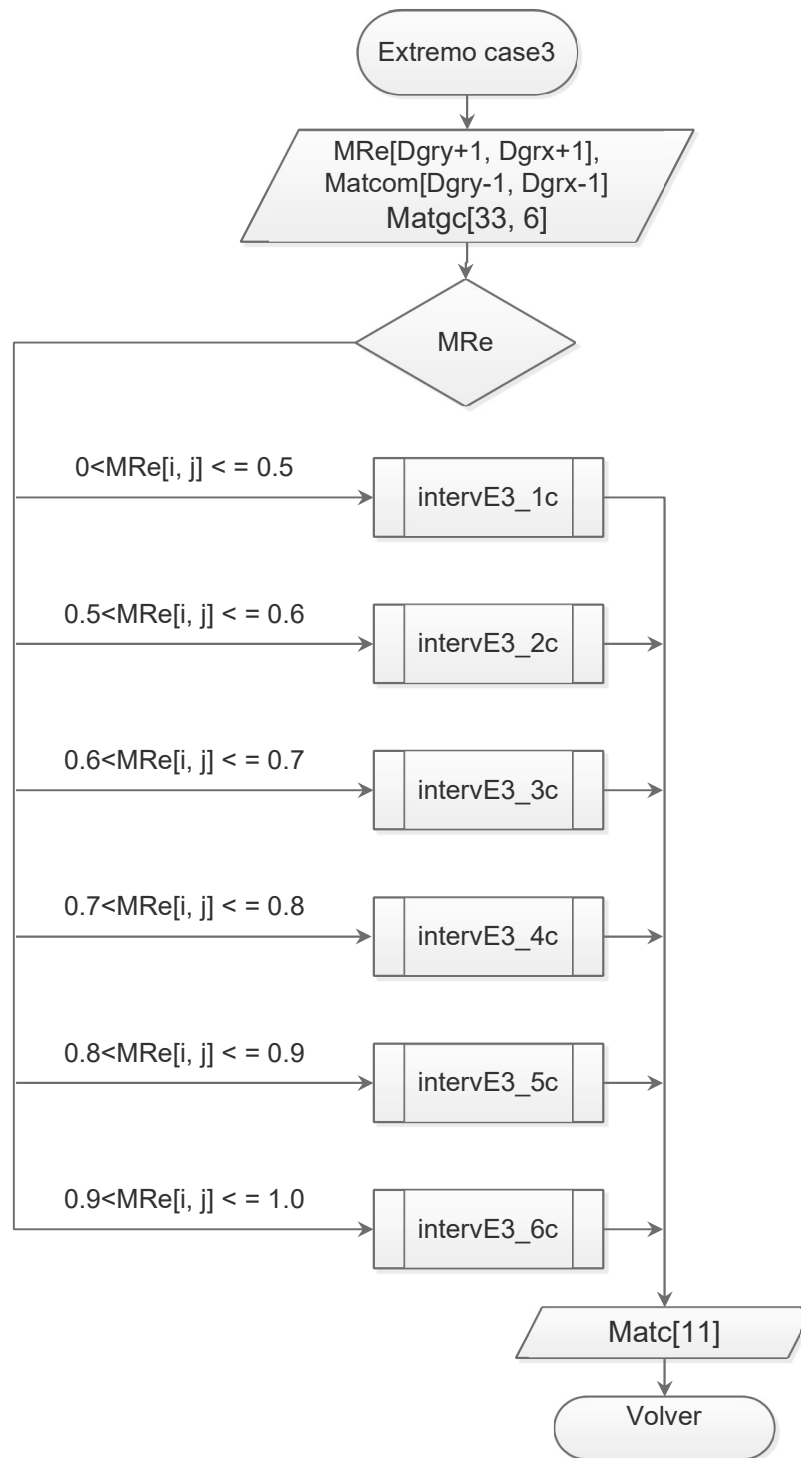 Extremo case3
MRe[Dgry+1, Dgrx+1],
Matcom[Dgry-1, Dgrx-1]
Matgc[33, 6]
MRe
0<MRe[i, j] < = 0.5
intervE3_1c
0.5<MRe[i, j] < = 0.6
intervE3_2c
0.6<MRe[i, j] < = 0.7
intervE3_3c
0.7<MRe[i, j] < = 0.8
intervE3_4c
0.8<MRe[i, j] < = 0.9
intervE3_5c
0.9<MRe[i, j] < = 1.0
intervE3_6c
Matc[11]
Volver